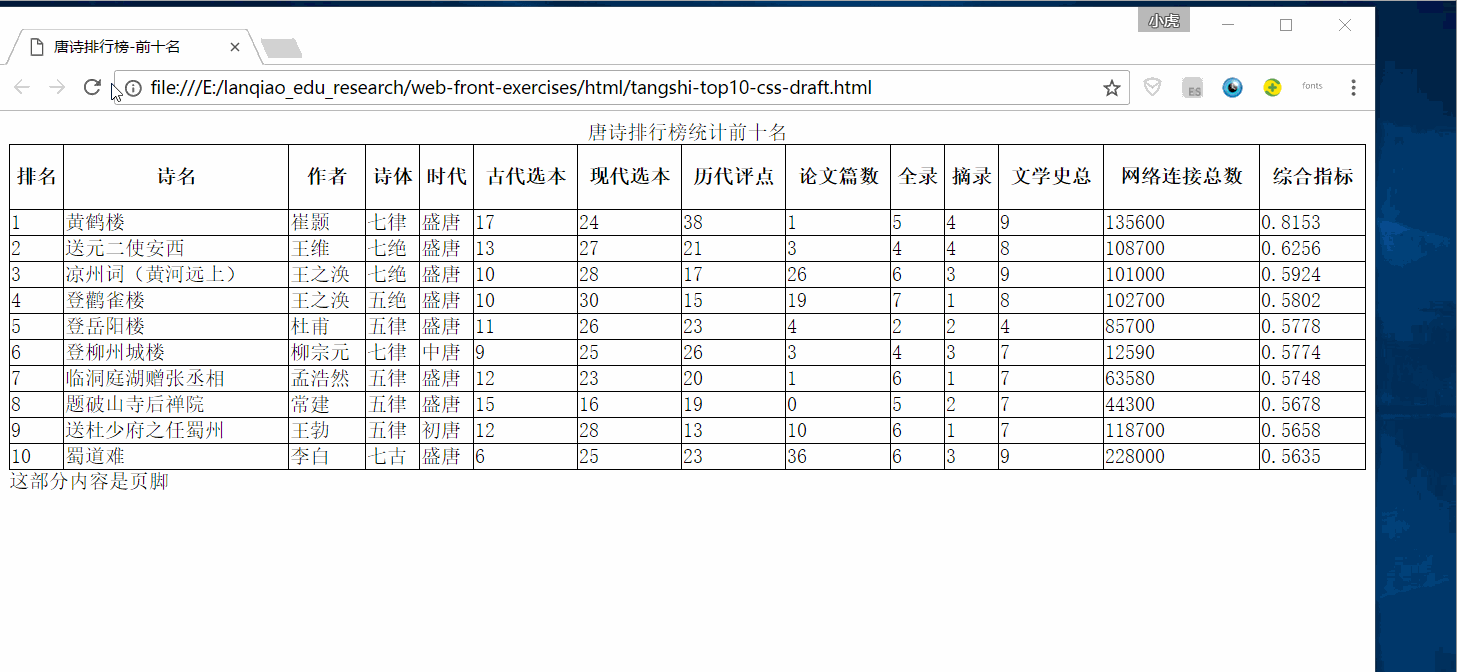 小虎
唐诗排行榜-前十名
file:///E:/lanqiao_edu_research/web-front-exercises/html/tangshi-top10-css-draft.html ES fonts
唐诗排行榜统计前十名
排名 诗名 作者 诗体 时代 古代选本 现代选本 历代评点 论文篇数 全录 摘录 文学史总 网络连接总数 综合指标
1 黄鹤楼 崔颢 七律 盛唐 17 24 38 1 5 4 9 135600 0.8153
2 送元二使安西 王维 七绝 盛唐 13 27 21 3 4 4 8 108700 0.6256
3 凉州词（黄河远上） 王之涣 七绝 盛唐 10 28 17 26 6 3 9 101000 0.5924
4 登鹳雀楼 王之涣 五绝 盛唐 10 30 15 19 7 1 8 102700 0.5802
5 登岳阳楼 杜甫 五律 盛唐 11 26 23 4 2 2 4 85700 0.5778
6 登柳州城楼 柳宗元 七律 中唐 9 25 26 3 4 3 7 12590 0.5774
7 临洞庭湖赠张丞相 孟浩然 五律 盛唐 12 23 20 1 6 1 7 63580 0.5748
8 题破山寺后禅院 常建 五律 盛唐 15 16 19 0 5 2 7 44300 0.5678
9 送杜少府之任蜀州 王勃 五律 初唐 12 28 13 10 6 1 7 118700 0.5658
10 蜀道难 李白 七古 盛唐 6 25 23 36 6 3 9 228000 0.5635
这部分内容是页脚